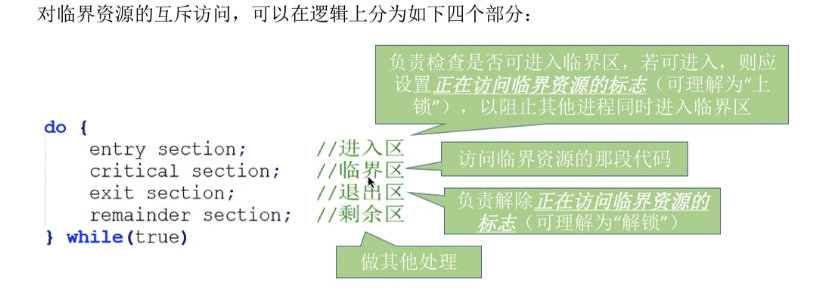 对临界资源的互斥访问，可以在逻辑上分为如下四个部分：
负责检查是否可进入临界区，若可进入，则应
设置正在访问临界资源的标志（可理解为“上
锁”），以阻止其他进程同时进入临界区
do {
entry section; //进入区
critical section; //临界区
访问临界资源的那段代码
exit section; //退出区
remainder section; //剩余区
} while(true)
负责解除正在访问临界资源的
标志（可理解为“解锁”）
做其他处理